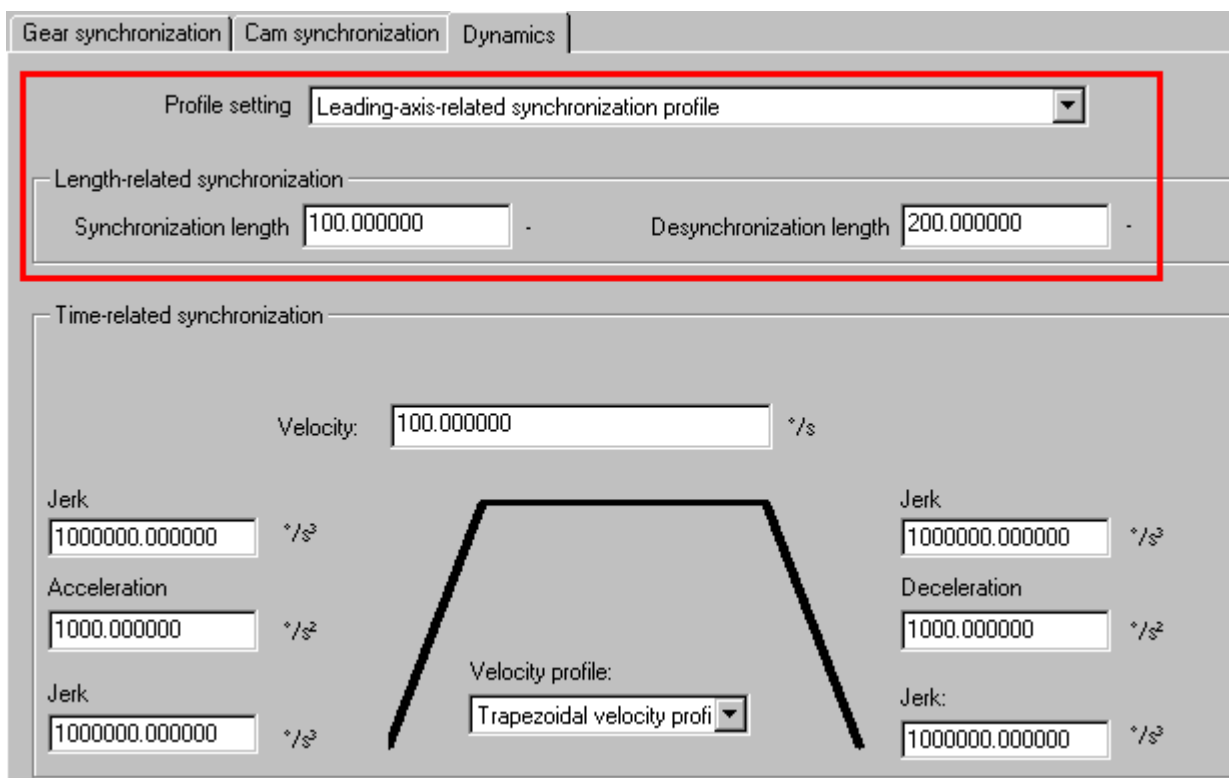 Gear synchronization Cam synchronization Dynamics
Profile setting Leading-axis-related synchronization profile
Length-related synchronization
Synchronization length 100.000000 - Desynchronization length 200.000000 -
Time-related synchronization
Velocity: 100.000000 °/s
Jerk Jerk
1000000.000000 °/s³ 1000000.000000 °/s³
Acceleration Deceleration
1000.000000 °/s² 1000.000000 °/s²
Velocity profile:
Jerk Jerk:
Trapezoidal velocity profi
1000000.000000 °/s³ 1000000.000000 °/s³